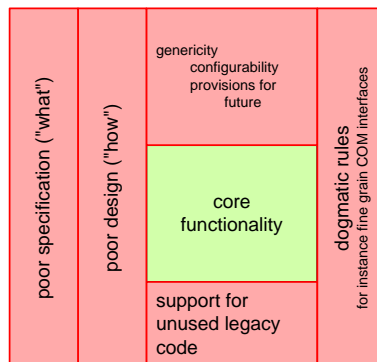 poor specification ("what")
poor design ("how")
genericity
configurability
provisions for
future
core
functionality
support for
unused legacy
code
dogmatic rules
for instance fine grain COM interfaces